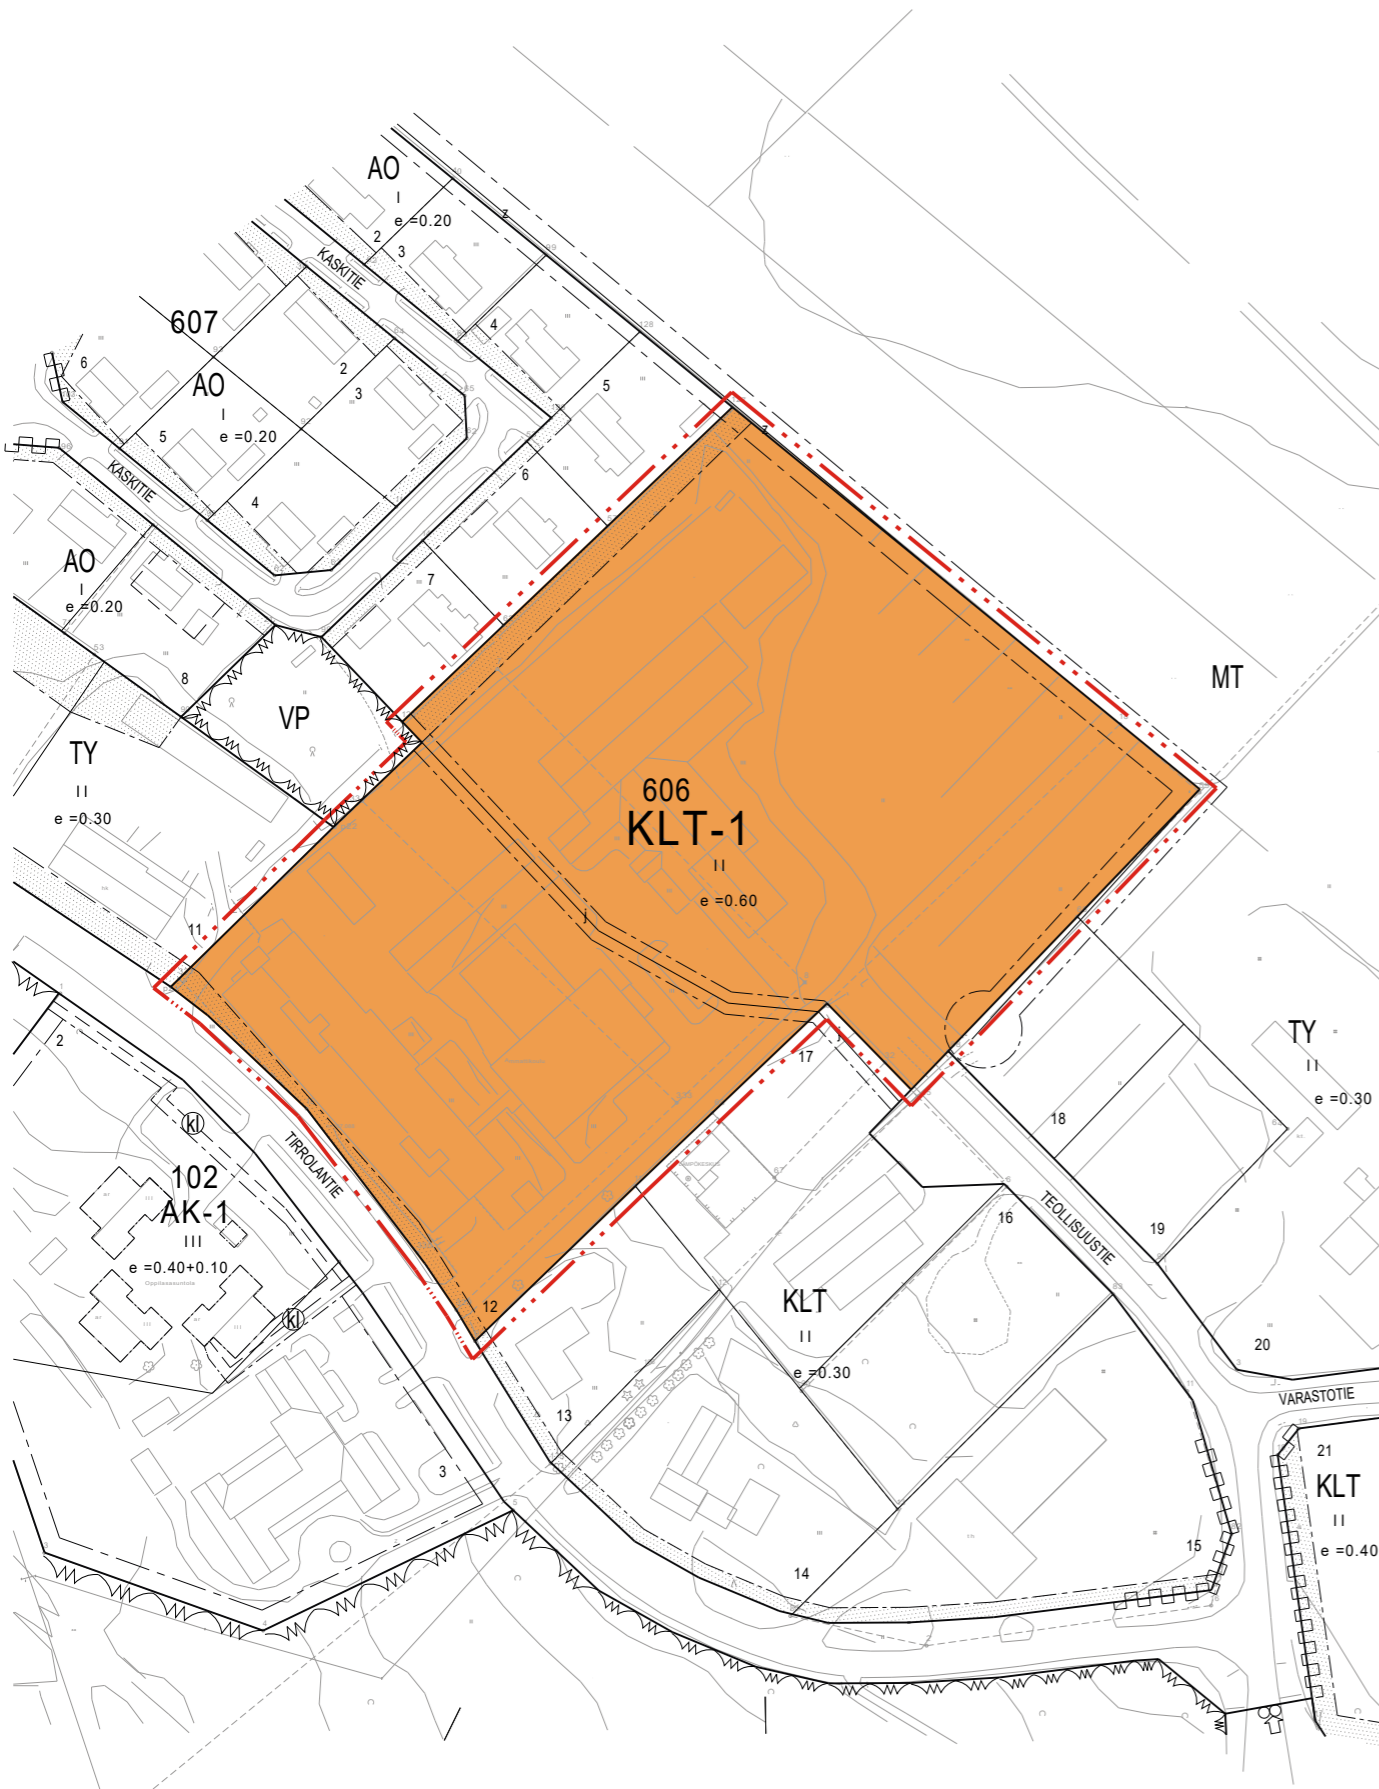 AO
I
e =0.20
2
3
z
KASKITIE
4
607
6
2
3
AO
I
e =0.20
5
5
z
KASKITIE
4
6
AO
I
e =0.20
7
8
VP
MT
TY
II
e =0.30
606
KLT-1
II
e =0.60
j
11
17
j
TY
II
e =0.30
2
kl
18
TIRROLANTIE
102
AK-1
III
e =0.40+0.10
Oppilasasuntola
16
TEOLLISUUSTIE
19
12
kl
KLT
II
e =0.30
20
VARASTOTIE
13
3
21
KLT
II
e =0.40
15
14